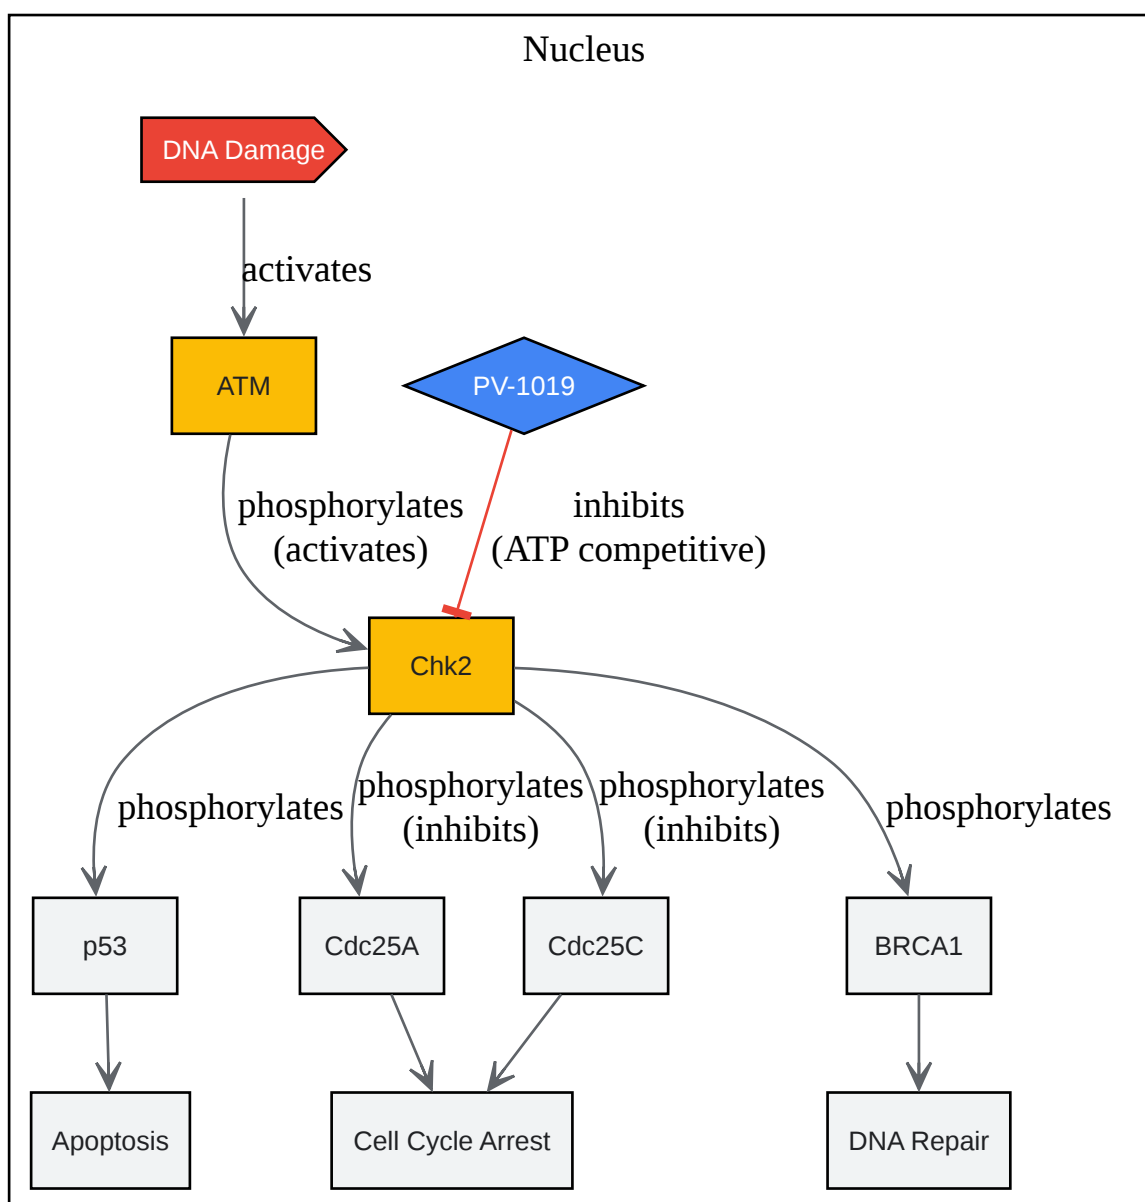 Nucleus
DNA Damage
activates
ATM
PV-1019
phosphorylates
(activates)
inhibits
(ATP competitive)
Chk2
phosphorylates
phosphorylates
(inhibits)
phosphorylates
(inhibits)
phosphorylates
p53
Cdc25A
Cdc25C
BRCA1
Apoptosis
Cell Cycle Arrest
DNA Repair